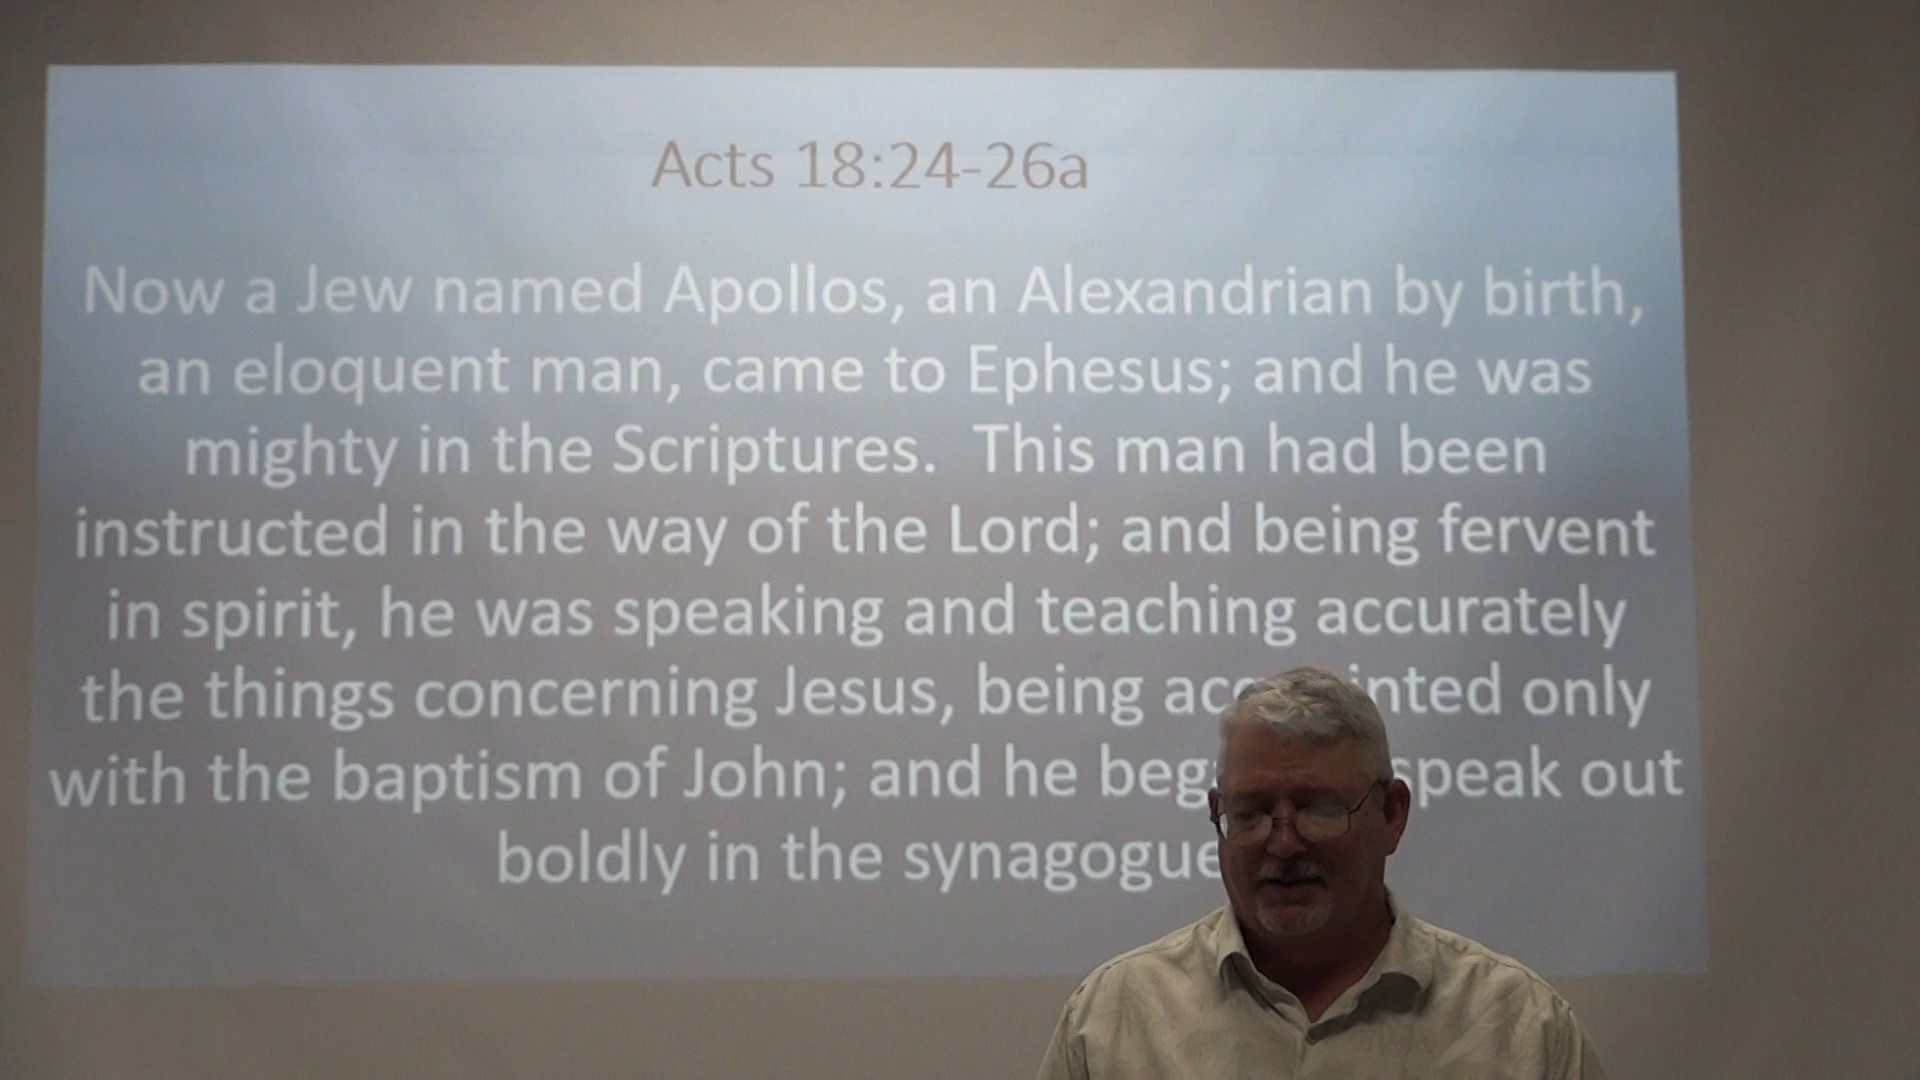 Acts 18:24-26a
Now a Jew named Apollos, an Alexandrian by birth,
an eloquent man, came to Ephesus; and he was
mighty in the Scriptures. This man had been
instructed in the way of the Lord; and being fervent
in spirit, he was speaking and teaching accurately
the things concerning Jesus, being only
with the baptism of John; and he speak out
boldly in the synagogue